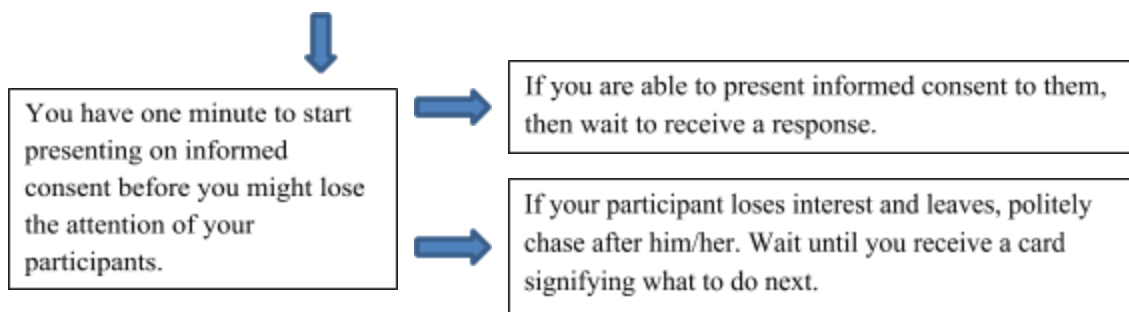 You have one minute to start
presenting on informed
consent before you might lose
the attention of your
participants.
If you are able to present informed consent to them,
then wait to receive a response.
If your participant loses interest and leaves, politely
chase after him/her. Wait until you receive a card
signifying what to do next.